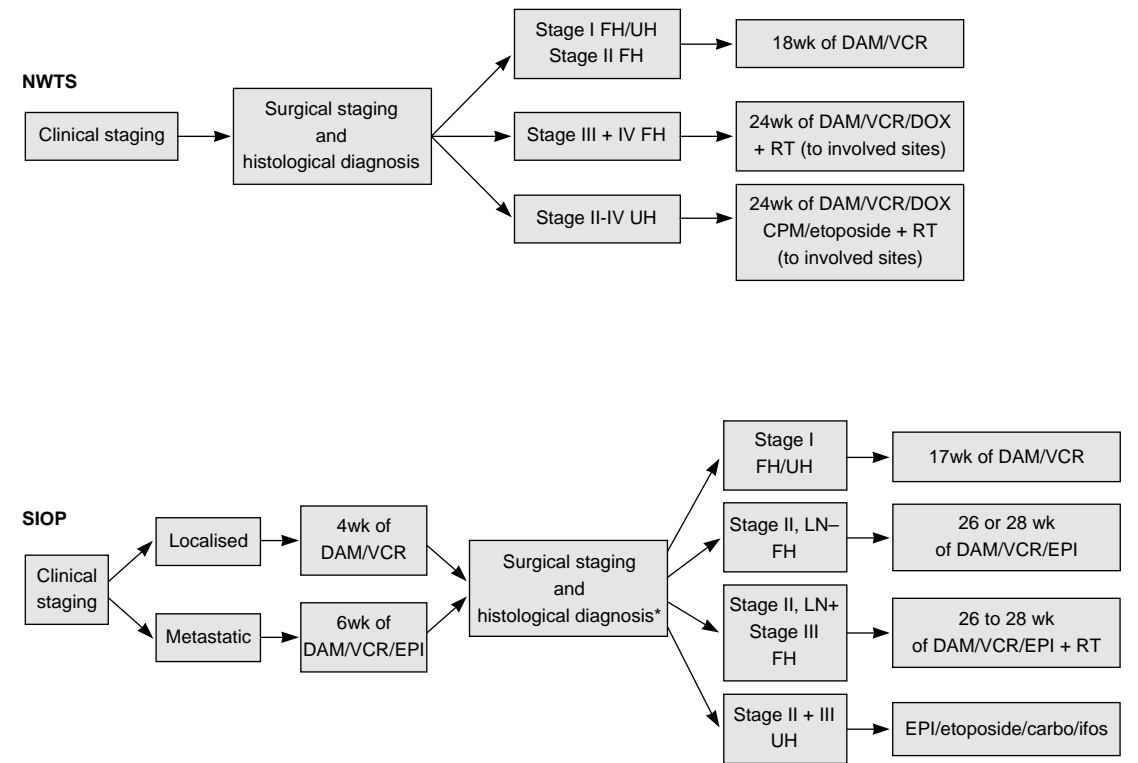 NWTS
Clinical staging
Surgical staging
and
histological diagnosis
Stage I FH/UH
Stage II FH
18wk of DAM/VCR
Stage III + IV FH
24wk of DAM/VCR/DOX
+ RT (to involved sites)
Stage II-IV UH
24wk of DAM/VCR/DOX
CPM/etoposide + RT
(to involved sites)
SIOP
Clinical
staging
Localised
4wk of
DAM/VCR
Metastatic
6wk of
DAM/VCR/EPI
Surgical staging
and
histological diagnosis*
Stage I
FH/UH
17wk of DAM/VCR
Stage II, LN–
FH
26 or 28 wk
of DAM/VCR/EPI
Stage II, LN+
Stage III
FH
26 to 28 wk
of DAM/VCR/EPI + RT
Stage II + III
UH
EPI/etoposide/carbo/ifos